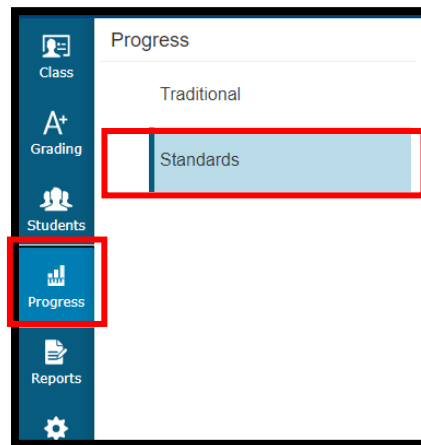 Class
A+
Grading
Students
Progress
Reports
Progress
Traditional
Standards